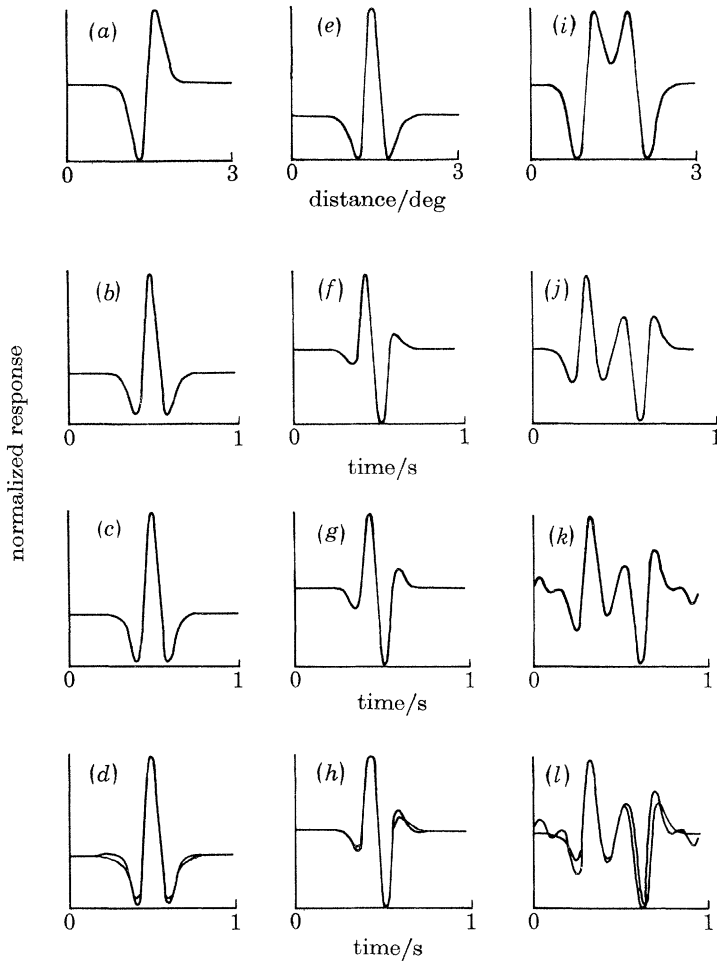 (a) (e) (i)
0 3 0 3 0 3
distance/deg
(b) (f) (j)
0 1 0 1 0 1
time/s
normalized response
(c) (g) (k)
0 1 0 1 0 1
time/s
(d) (h) (l)
0 1 0 1 0 1
time/s